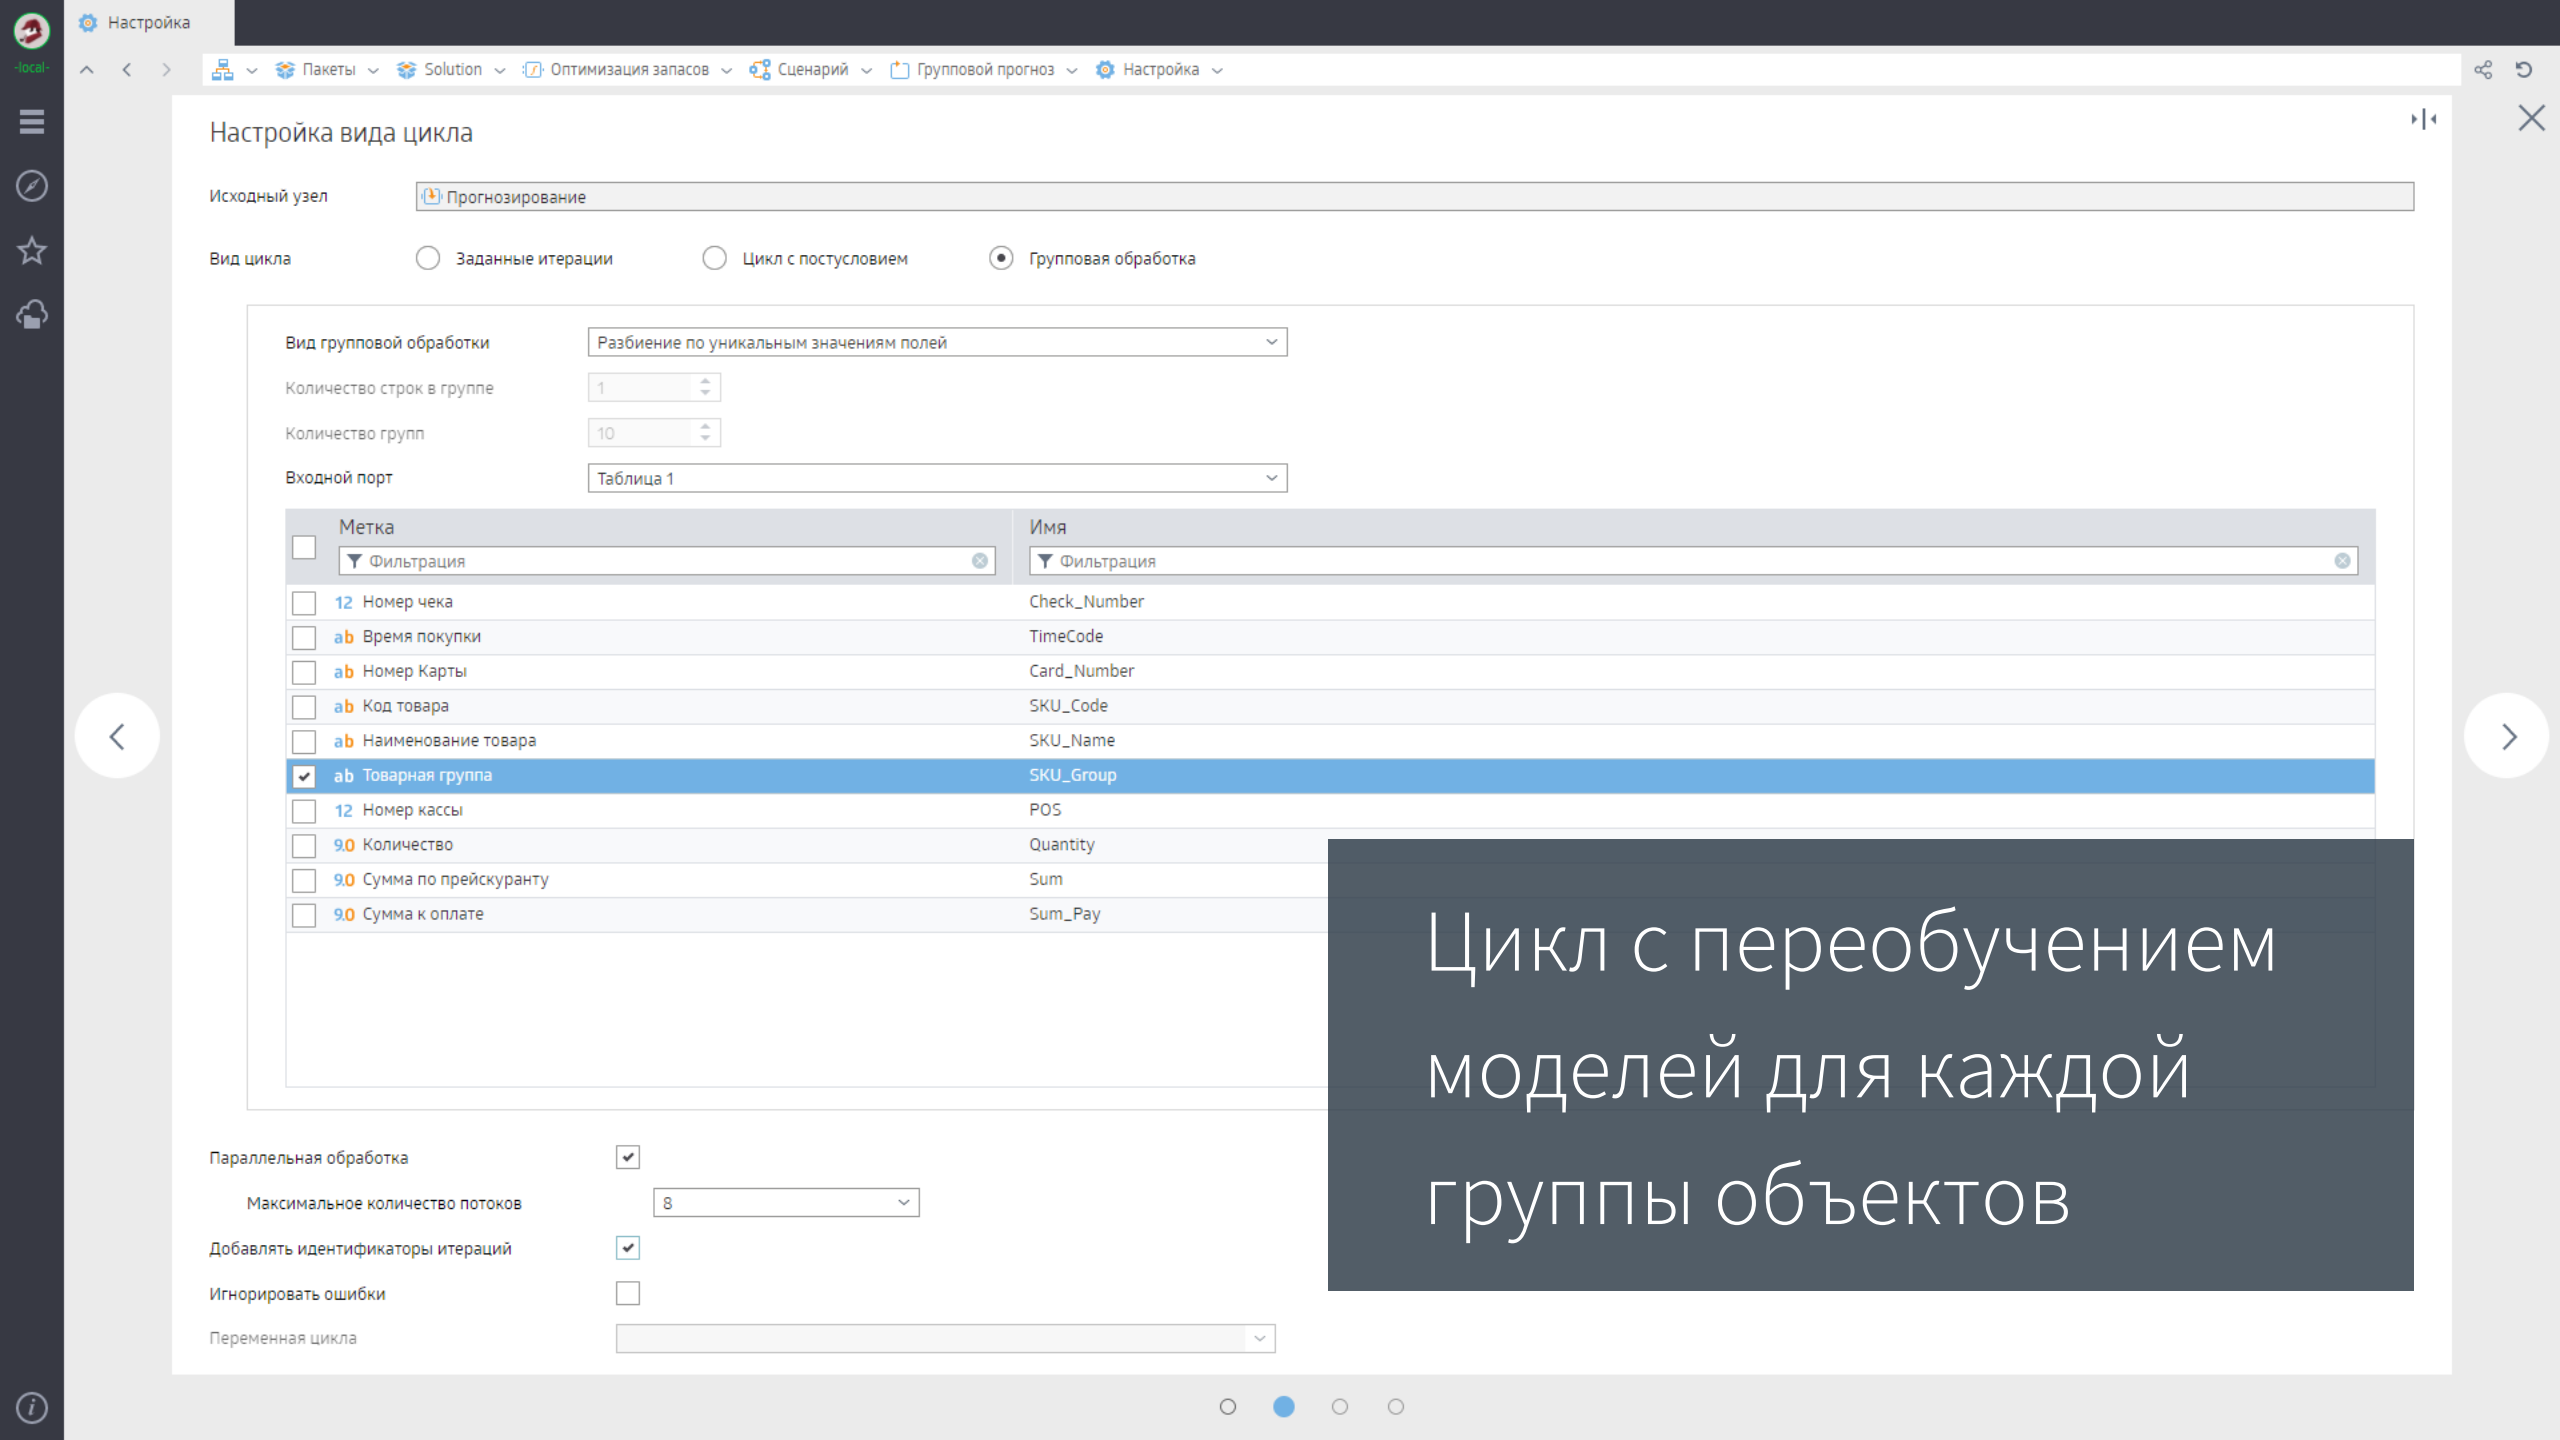 Настройка
-local-
Пакеты Solution Оптимизация запасов Сценарий Групповой прогноз Настройка
Настройка вида цикла
Исходный узел Прогнозирование
Вид цикла Заданные итерации Цикл с постусловием Групповая обработка
Вид групповой обработки Разбиение по уникальным значениям полей
Количество строк в группе 1
Количество групп 10
Входной порт Таблица 1
Метка Имя
Фильтрация Фильтрация
12 Номер чека Check_Number
ab Время покупки TimeCode
ab Номер Карты Card_Number
ab Код товара SKU_Code
ab Наименование товара SKU_Name
ab Товарная группа SKU_Group
12 Номер кассы POS
9.0 Количество Quantity
9.0 Сумма по прейскуранту Sum
9.0 Сумма к оплате Sum_Pay
Цикл с переобучением
моделей для каждой
группы объектов
Параллельная обработка
Максимальное количество потоков 8
Добавлять идентификаторы итераций
Игнорировать ошибки
Переменная цикла